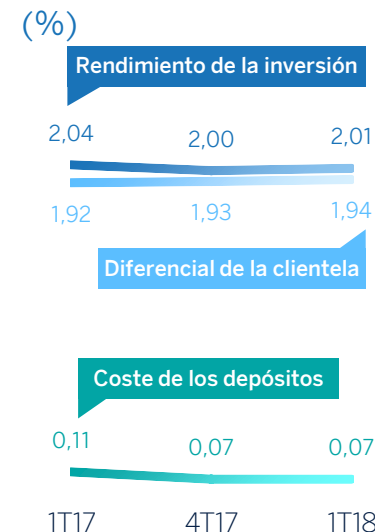 (%)
Rendimiento de la inversión
2,04 2,00 2,01
1,92 1,93 1,94
Diferencial de la clientela
Coste de los depósitos
0,11 0,07 0,07
1T17 4T17 1T18